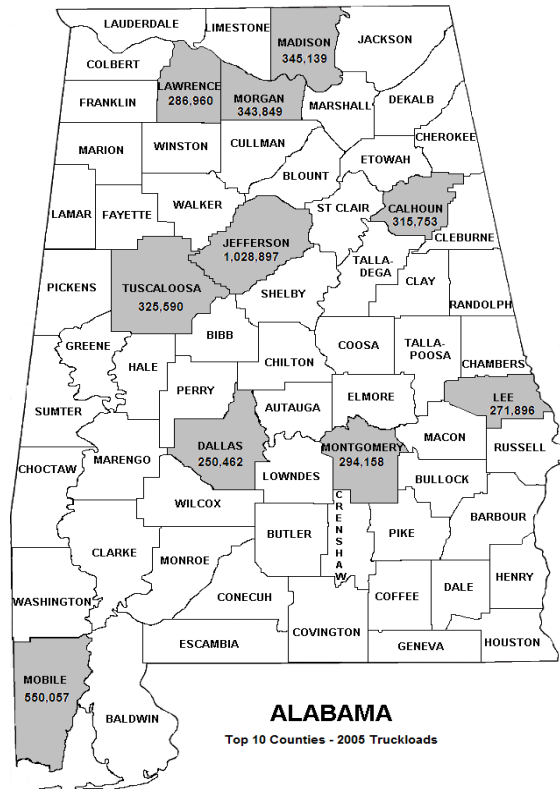 LAUDERDALE
LIMESTONE
MADISON
345,139
JACKSON
COLBERT
LAWRENCE
286,960
MORGAN
343,849
FRANKLIN
MARSHALL
DEKALB
CHEROKEE
MARION
WINSTON
CULLMAN
ETOWAH
BLOUNT
LAMAR
FAYETTE
WALKER
ST CLAIR
CALHOUN
315,753
CLEBURNE
JEFFERSON
1,028,897
TALLA-
DEGA
CLAY
PICKENS
TUSCALOOSA
325,590
SHELBY
RANDOLPH
GREENE
HALE
BIBB
COOSA
TALLA-
POOSA
CHILTON
CHAMBERS
PERRY
AUTAUGA
ELMORE
LEE
271,896
SUMTER
DALLAS
250,462
MONTGOMERY
294,158
MACON
RUSSELL
CHOCTAW
MARENGO
LOWNDES
BULLOCK
WILCOX
CRENSHAW
BARBOUR
CLARKE
MONROE
BUTLER
PIKE
WASHINGTON
CONECUH
COFFEE
DALE
HENRY
ESCAMBIA
COVINGTON
GENEVA
HOUSTON
MOBILE
550,057
BALDWIN
ALABAMA
Top 10 Counties - 2005 Truckloads